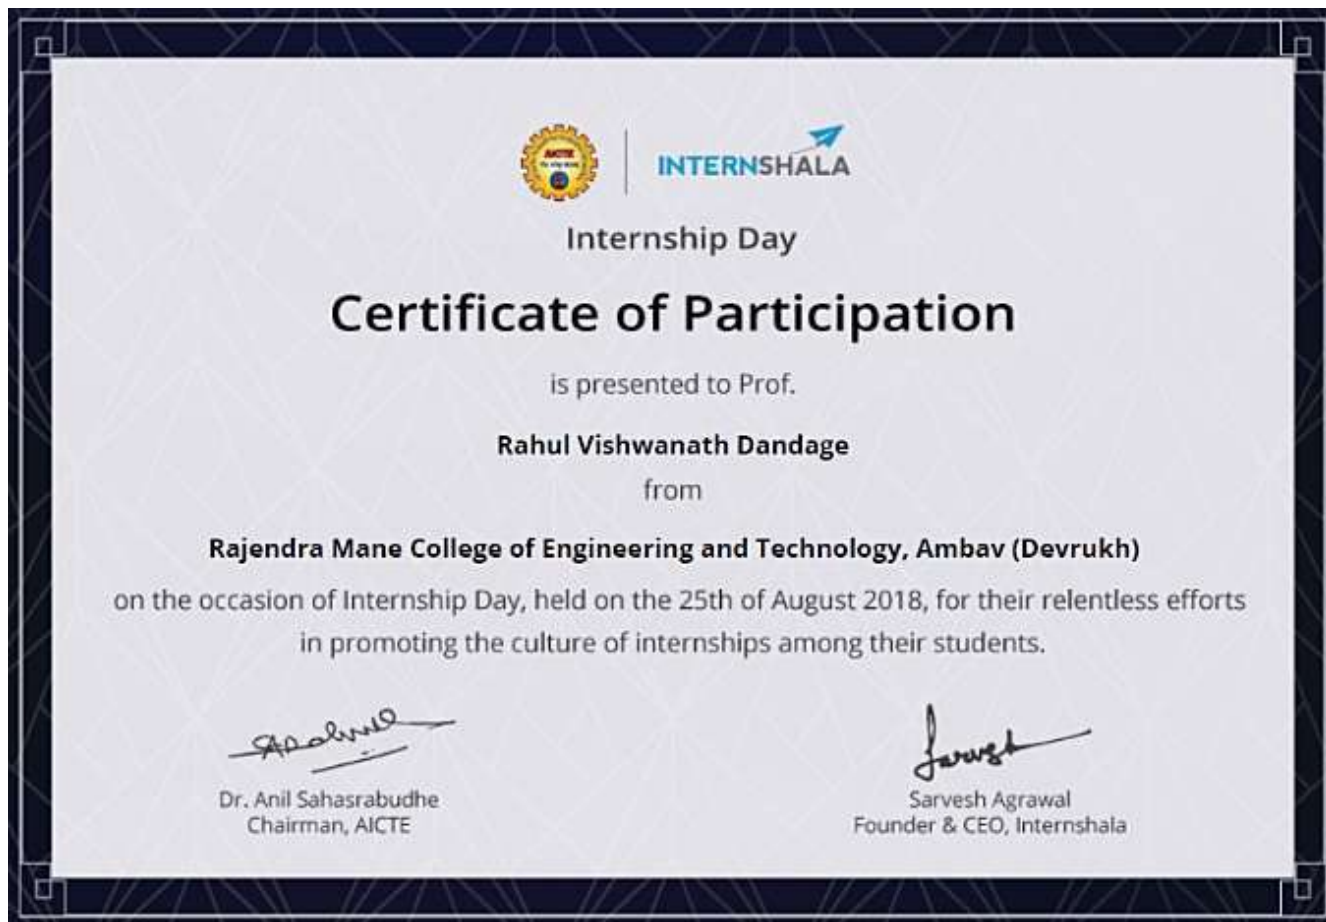 AICTE
INTERNSHALA
Internship Day
Certificate of Participation
is presented to Prof.
Rahul Vishwanath Dandage
from
Rajendra Mane College of Engineering and Technology, Ambav (Devrukh)
on the occasion of Internship Day, held on the 25th of August 2018, for their relentless efforts
in promoting the culture of internships among their students.
Dr. Anil Sahasrabudhe
Chairman, AICTE
Sarvesh Agrawal
Founder & CEO, Internshala